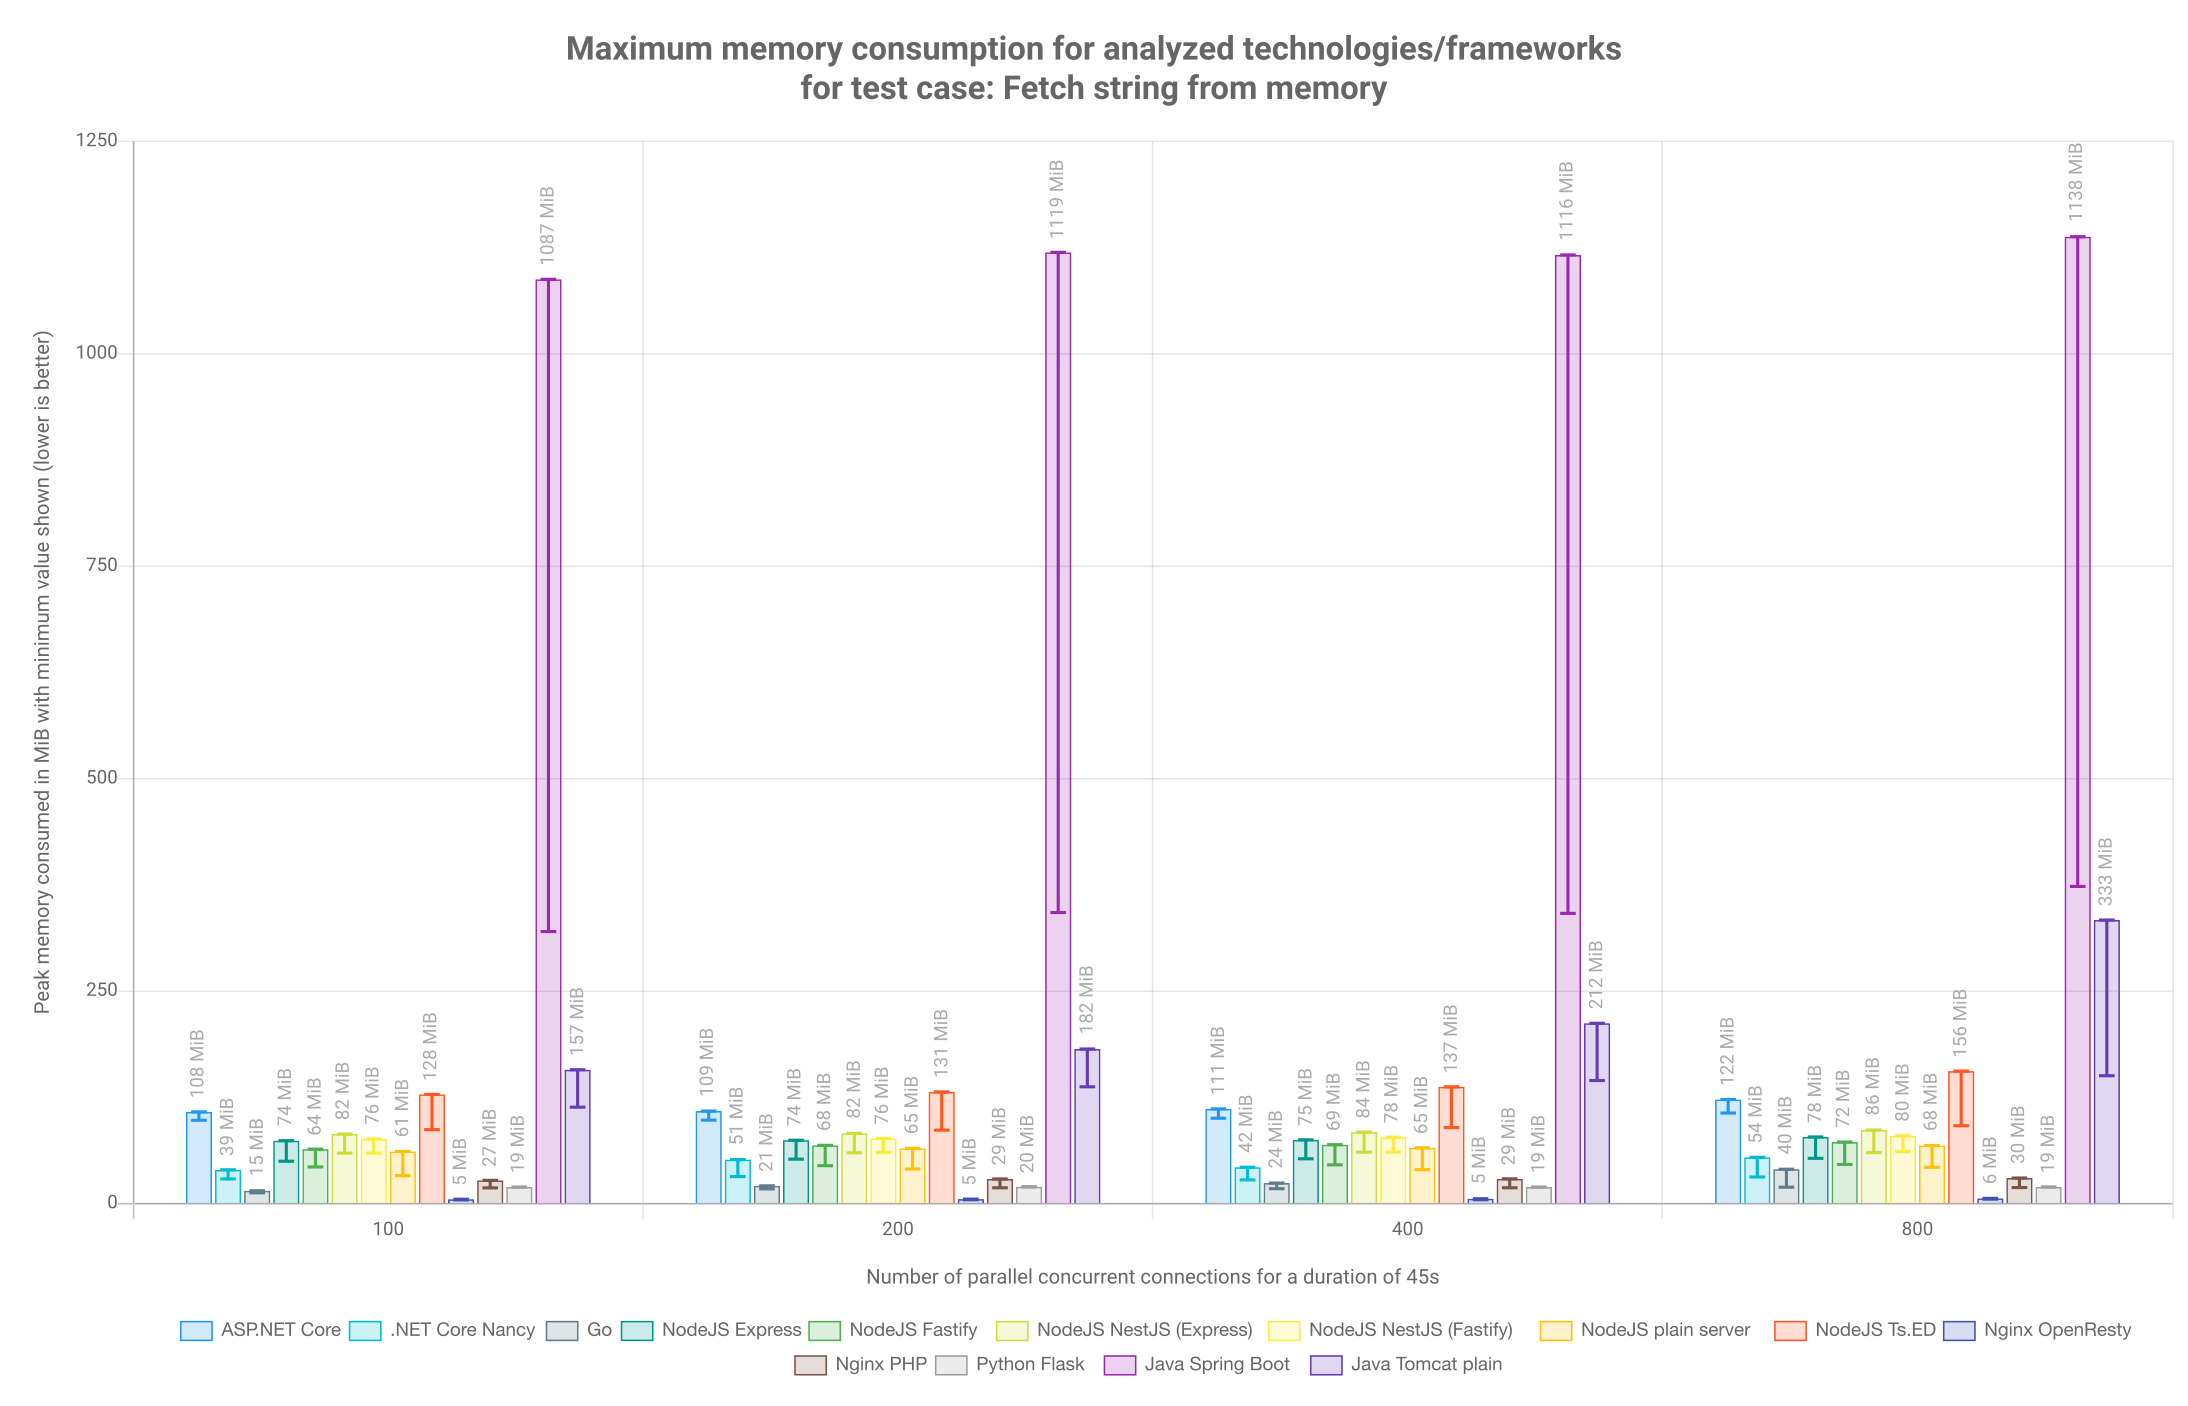 Maximum memory consumption for analyzed technologies/frameworks
for test case: Fetch string from memory
Peak memory consumed in MiB with minimum value shown (lower is better)
1250
1000
750
500
250
0
108 MiB
39 MiB
15 MiB
74 MiB
64 MiB
82 MiB
76 MiB
61 MiB
128 MiB
5 MiB
27 MiB
19 MiB
1087 MiB
157 MiB
109 MiB
51 MiB
21 MiB
74 MiB
68 MiB
82 MiB
76 MiB
65 MiB
131 MiB
5 MiB
29 MiB
20 MiB
1119 MiB
182 MiB
111 MiB
42 MiB
24 MiB
75 MiB
69 MiB
84 MiB
78 MiB
65 MiB
137 MiB
5 MiB
29 MiB
19 MiB
1116 MiB
212 MiB
122 MiB
54 MiB
40 MiB
78 MiB
72 MiB
86 MiB
80 MiB
68 MiB
156 MiB
6 MiB
30 MiB
19 MiB
1138 MiB
333 MiB
100 200 400 800
Number of parallel concurrent connections for a duration of 45s
ASP.NET Core .NET Core Nancy Go NodeJS Express NodeJS Fastify NodeJS NestJS (Express) NodeJS NestJS (Fastify) NodeJS plain server NodeJS Ts.ED Nginx OpenResty
Nginx PHP Python Flask Java Spring Boot Java Tomcat plain